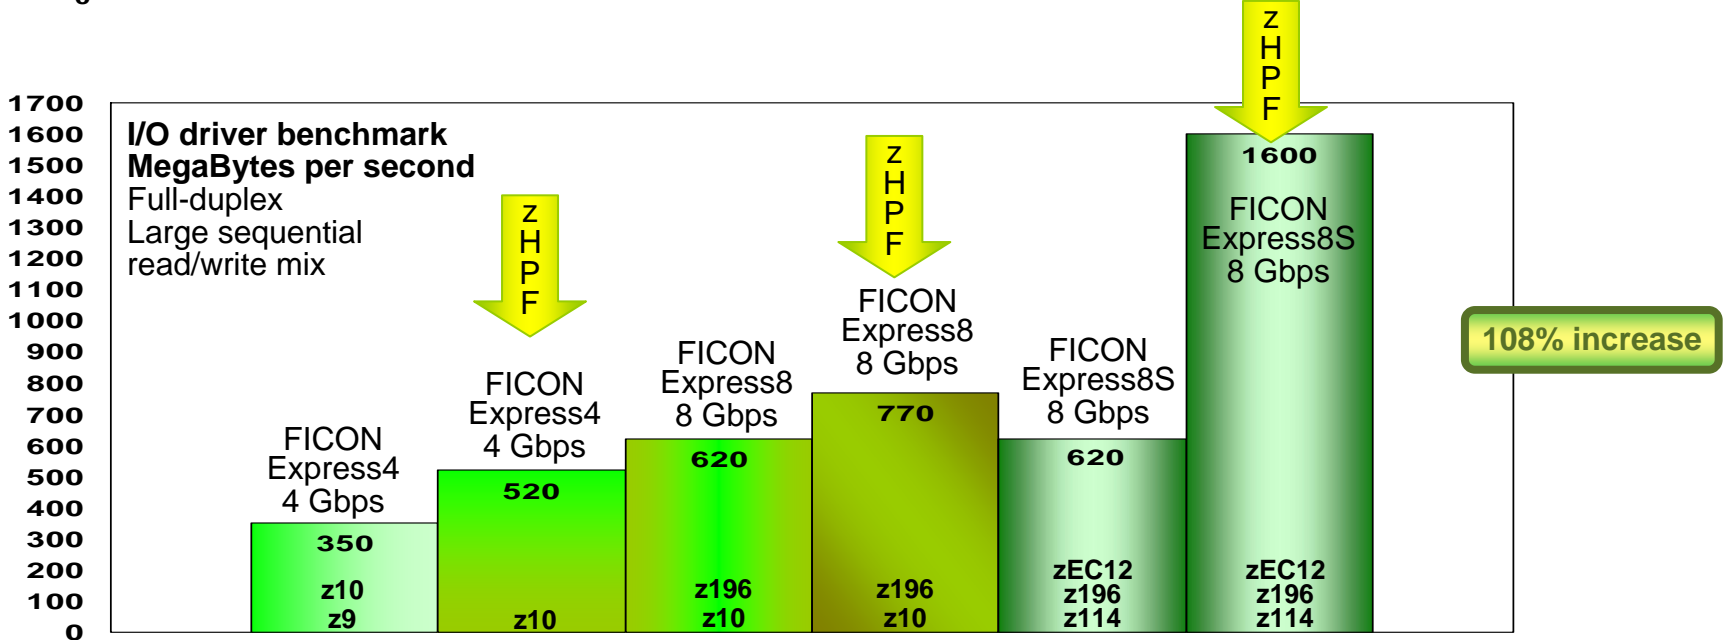 1700
1600
1500
1400
1300
1200
1100
1000
900
800
700
600
500
400
300
200
100
0
I/O driver benchmark
MegaBytes per second
Full-duplex
Large sequential
read/write mix
FICON
Express4
4 Gbps
350
z10
z9
z
H
P
F
FICON
Express4
4 Gbps
520
z10
FICON
Express8
8 Gbps
620
z196
z10
z
H
P
F
FICON
Express8
8 Gbps
770
z196
z10
FICON
Express8S
8 Gbps
620
zEC12
z196
z114
z
H
P
F
1600
FICON
Express8S
8 Gbps
zEC12
z196
z114
108% increase